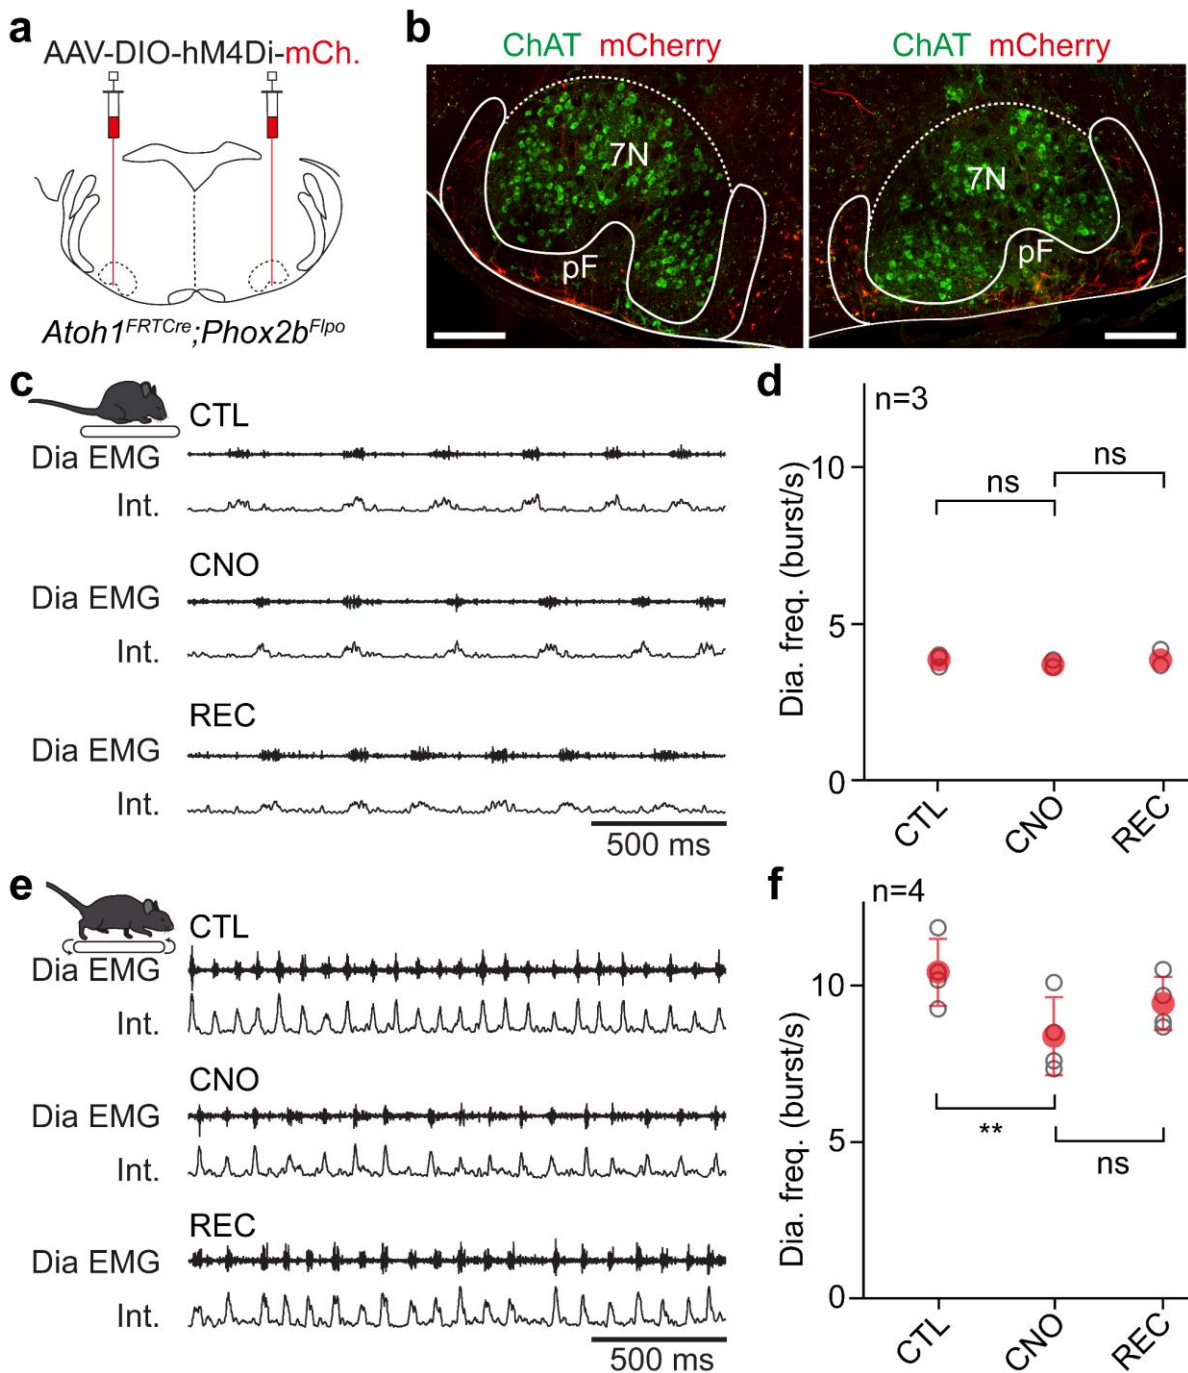 a
AAV-DIO-hM4Di-mCh.
Atoh1FRTCre;Phox2bFlpo
b
ChAT mCherry
ChAT mCherry
7N
pF
7N
pF
c
CTL
Dia EMG
Int.
CNO
Dia EMG
Int.
REC
Dia EMG
Int.
500 ms
d
n=3
Dia. freq. (burst/s)
10
5
0
ns
ns
CTL
CNO
REC
e
CTL
Dia EMG
Int.
CNO
Dia EMG
Int.
REC
Dia EMG
Int.
500 ms
f
n=4
Dia. freq. (burst/s)
10
5
0
**
ns
CTL
CNO
REC